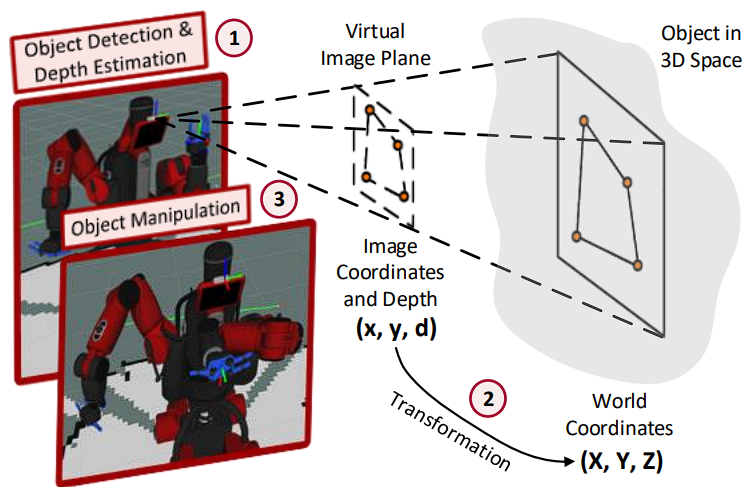 Object Detection &
Depth Estimation
1
Virtual
Image Plane
Object in
3D Space
Object Manipulation
3
Image
Coordinates
and Depth
(x, y, d)
2
Transformation
World
Coordinates
(X, Y, Z)